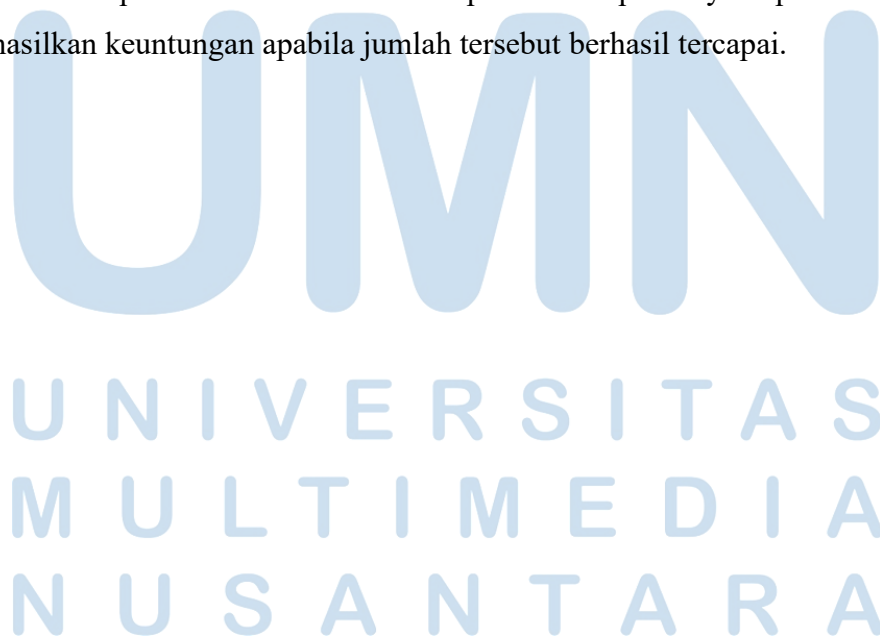 hasilkan keuntungan apabila jumlah tersebut berhasil tercapai.
UMN
UNIVERSITAS
MULTIMEDIA
NUSANTARA